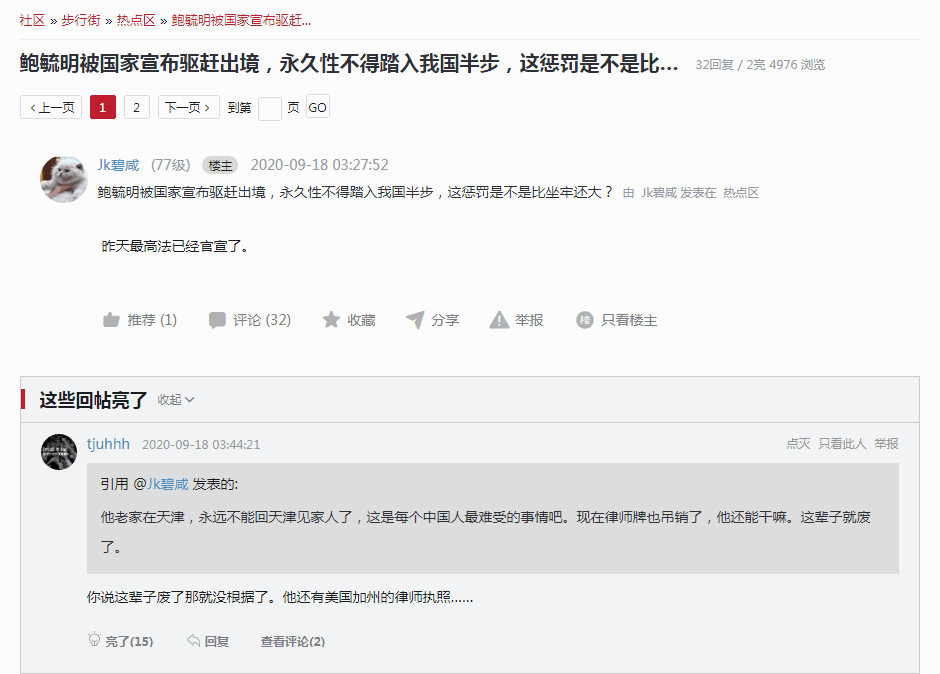 社区 » 步行街 » 热点区 » 鲍毓明被国家宣布驱赶...
鲍毓明被国家宣布驱赶出境，永久性不得踏入我国半步，这惩罚是不是比... 32回复 / 2亮 4976 浏览
上一页 1 2 下一页 到第 页 GO
Jk碧咸 (77级) 楼主 2020-09-18 03:27:52
鲍毓明被国家宣布驱赶出境，永久性不得踏入我国半步，这惩罚是不是比坐牢还大？ 由 Jk碧咸 发表在 热点区
昨天最高法已经官宣了。
推荐 (1) 评论 (32) 收藏 分享 举报 楼 只看楼主
这些回帖亮了 收起
tjuhhh 2020-09-18 03:44:21 点灭 只看此人 举报
引用 @Jk碧咸 发表的:
他老家在天津，永远不能回天津见家人了，这是每个中国人最难受的事情吧。现在律师牌也吊销了，他还能干嘛。这辈子就废
了。
你说这辈子废了那就没根据了。他还有美国加州的律师执照......
亮了(15) 回复 查看评论(2)